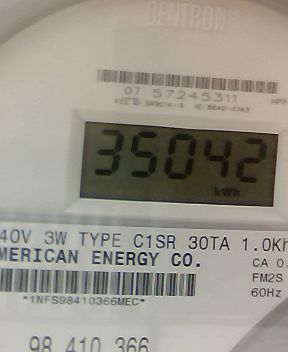 CENTRON®
07 57245311
35042
kWh
40V 3W TYPE C1SR 30TA 1.0Kh
MERICAN ENERGY CO.
CA 0.
FM2S
60Hz
*1NFS98410366MEC*
98 410 366